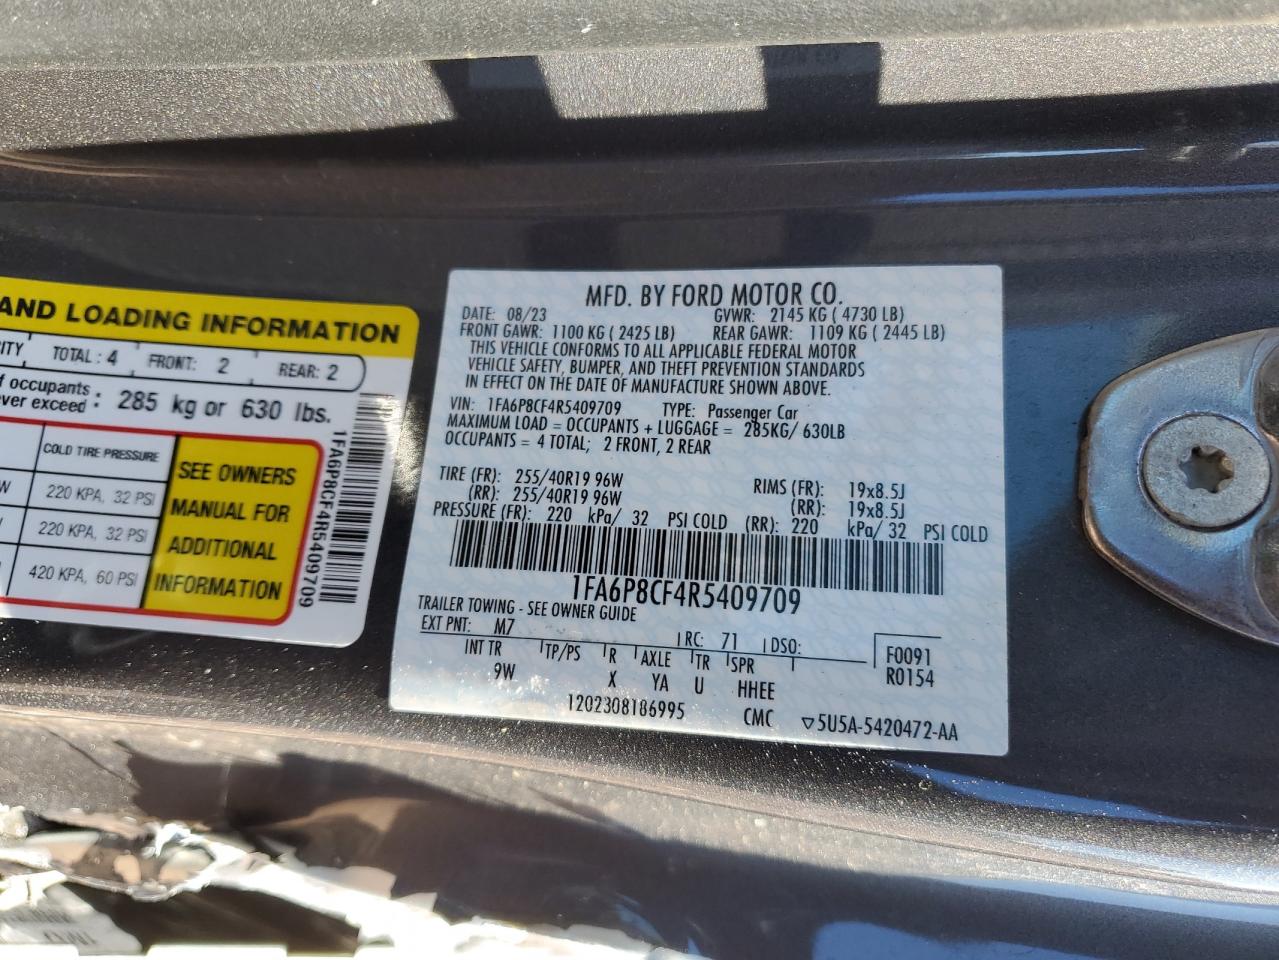 AND LOADING INFORMATION
ITY TOTAL : 4 FRONT: 2 REAR: 2
f occupants
ver exceed : 285 kg or 630 lbs.
COLD TIRE PRESSURE
W 220 KPA, 32 PSI
220 KPA, 32 PSI
420 KPA, 60 PSI
SEE OWNERS
MANUAL FOR
ADDITIONAL
INFORMATION
1FA6P8CF4R5409709
MFD. BY FORD MOTOR CO.
DATE: 08/23 GVWR: 2145 KG ( 4730 LB)
FRONT GAWR: 1100 KG ( 2425 LB) REAR GAWR: 1109 KG ( 2445 LB)
THIS VEHICLE CONFORMS TO ALL APPLICABLE FEDERAL MOTOR
VEHICLE SAFETY, BUMPER, AND THEFT PREVENTION STANDARDS
IN EFFECT ON THE DATE OF MANUFACTURE SHOWN ABOVE.
VIN: 1FA6P8CF4R5409709 TYPE: Passenger Car
MAXIMUM LOAD = OCCUPANTS + LUGGAGE = 285KG/ 630LB
OCCUPANTS = 4 TOTAL; 2 FRONT, 2 REAR
TIRE (FR): 255/40R19 96W RIMS (FR): 19x8.5J
(RR): 255/40R19 96W (RR): 19x8.5J
PRESSURE (FR): 220 kPa/ 32 PSI COLD (RR): 220 kPa/ 32 PSI COLD
1FA6P8CF4R5409709
TRAILER TOWING - SEE OWNER GUIDE
EXT PNT: M7 RC: 71 DSO: F0091
INT TR TP/PS R AXLE TR SPR R0154
9W X YA U HHEE
1202308186995 CMC ▽5U5A-5420472-AA